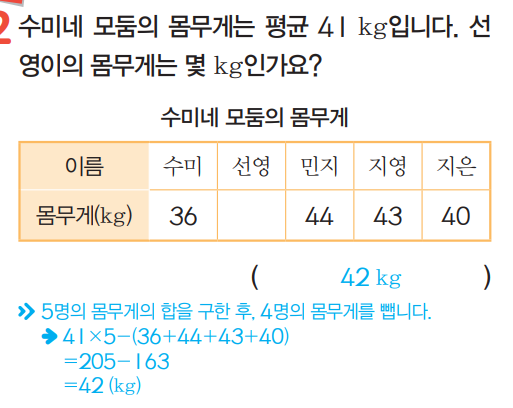 2 수미네 모둠의 몸무게는 평균 41 kg입니다. 선
영이의 몸무게는 몇 kg인가요?
수미네 모둠의 몸무게
이름 수미 선영 민지 지영 지은
몸무게(kg) 36 44 43 40
( 42 kg )
5명의 몸무게의 합을 구한 후, 4명의 몸무게를 뺍니다.
➔ 41×5-(36+44+43+40)
=205-163
=42 (kg)